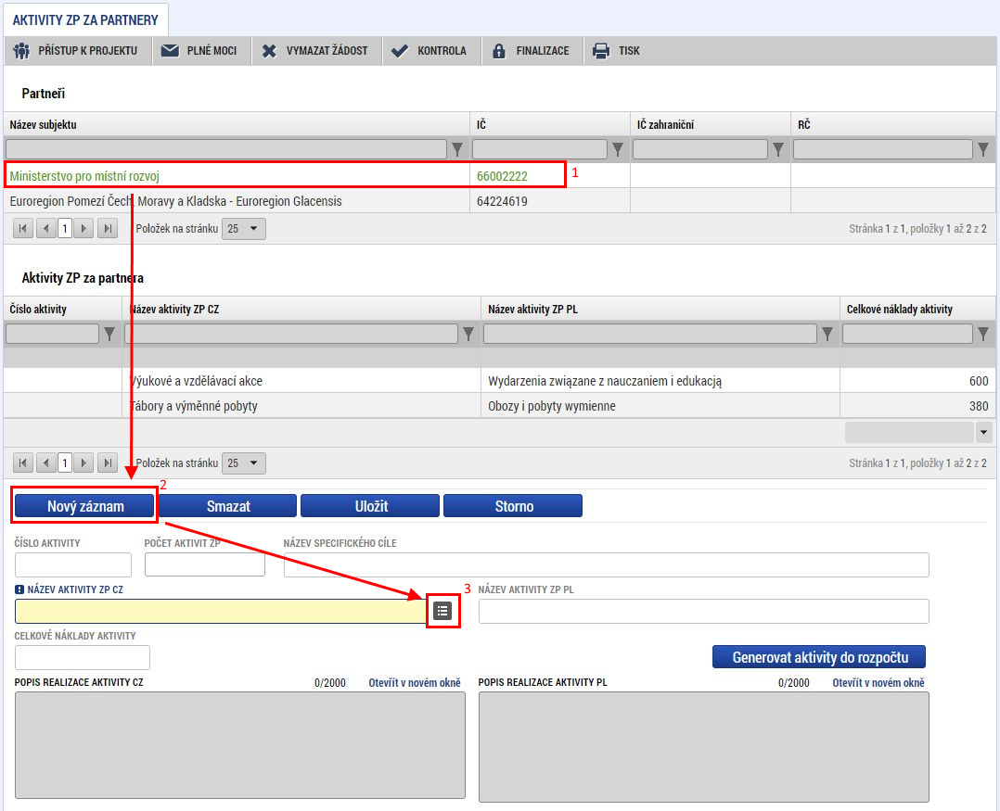 AKTIVITY ZP ZA PARTNERY
PŘÍSTUP K PROJEKTU PLNÉ MOCI VYMAZAT ŽÁDOST KONTROLA FINALIZACE TISK
Partneři
Název subjektu IČ IČ zahraniční RČ
Ministerstvo pro místní rozvoj 66002222 1
Euroregion Pomezí Čech, Moravy a Kladska - Euroregion Glacensis 64224619
1 Položek na stránku 25 Stránka 1 z 1, položky 1 až 2 z 2
Aktivity ZP za partnera
Číslo aktivity Název aktivity ZP CZ Název aktivity ZP PL Celkové náklady aktivity
Výukové a vzdělávací akce Wydarzenia związane z nauczaniem i edukacją 600
Tábory a výměnné pobyty Obozy i pobyty wymienne 380
1 Položek na stránku 25 Stránka 1 z 1, položky 1 až 2 z 2
2
Nový záznam Smazat Uložit Storno
ČÍSLO AKTIVITY POČET AKTIVIT ZP NÁZEV SPECIFICKÉHO CÍLE
NÁZEV AKTIVITY ZP CZ 3 NÁZEV AKTIVITY ZP PL
CELKOVÉ NÁKLADY AKTIVITY
Generovat aktivity do rozpočtu
POPIS REALIZACE AKTIVITY CZ 0/2000 Otevřít v novém okně POPIS REALIZACE AKTIVITY PL 0/2000 Otevřít v novém okně